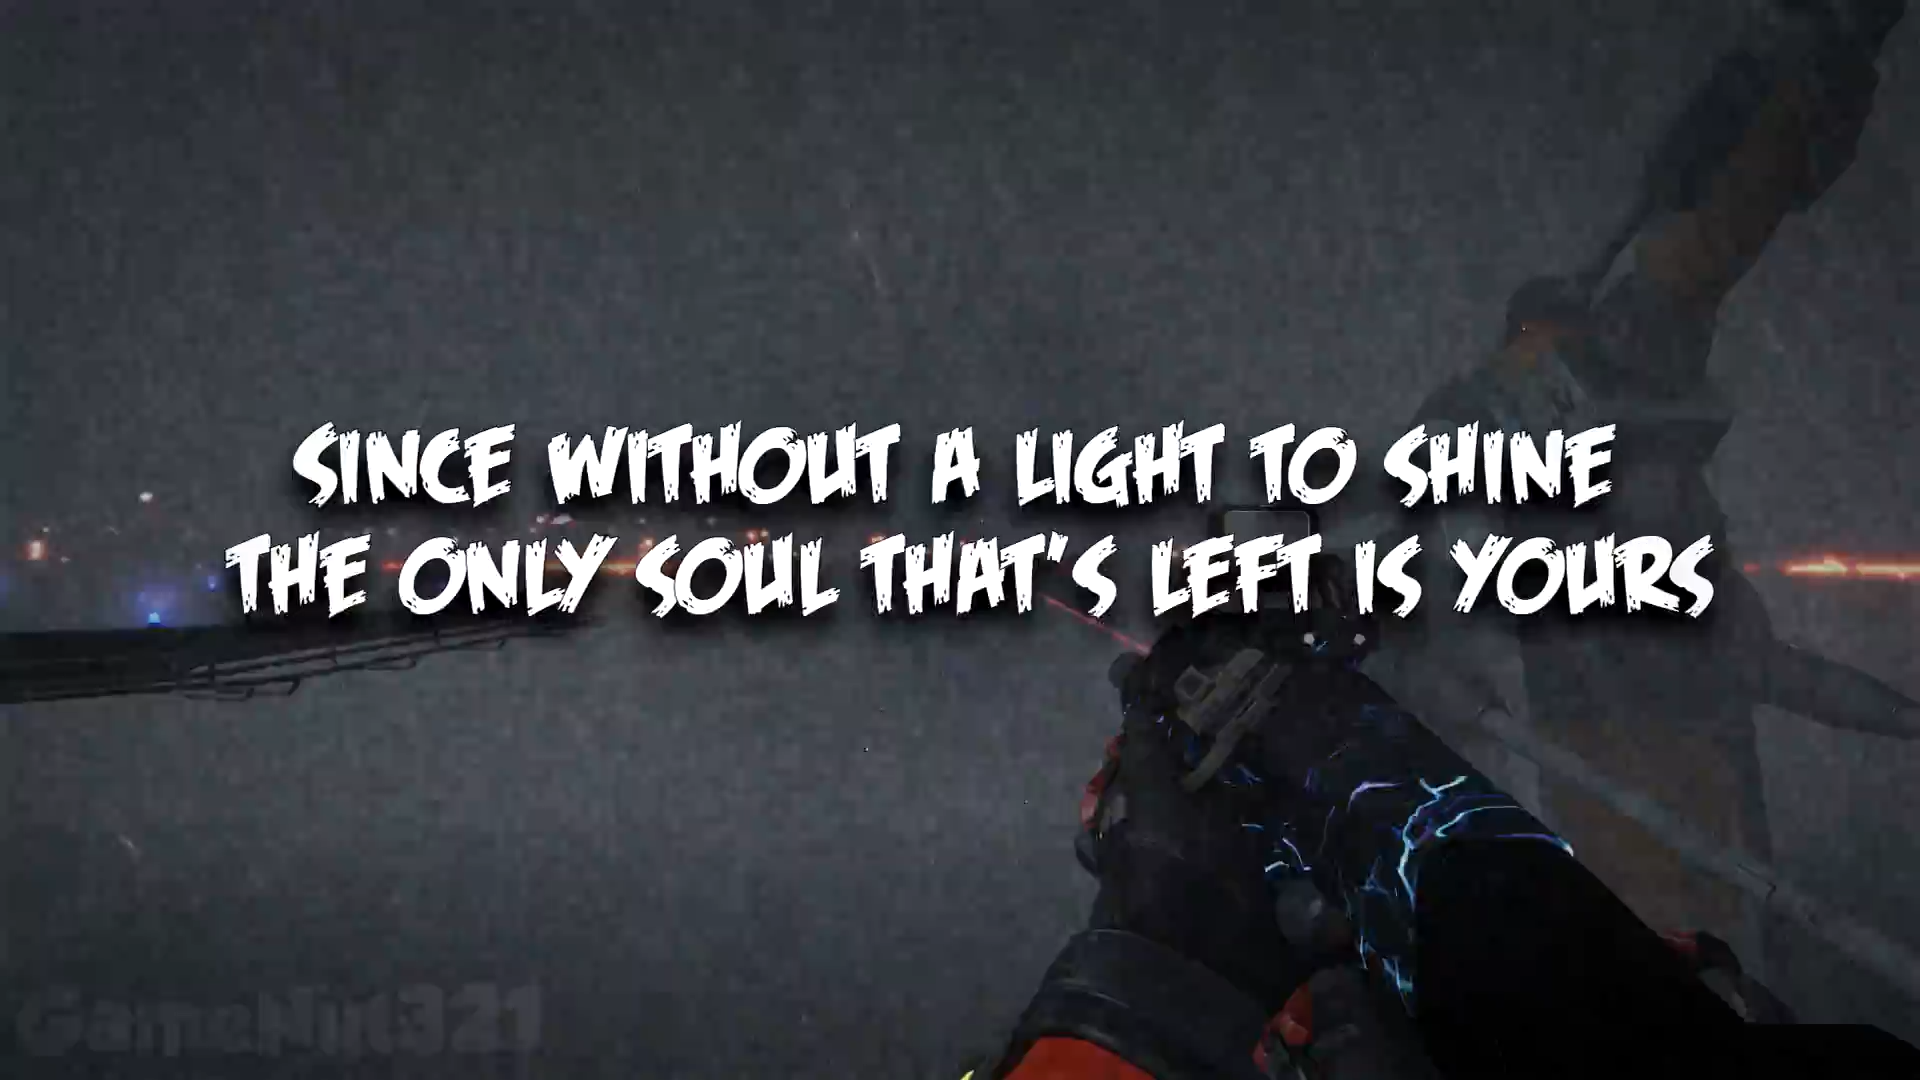 SINCE WITHOUT A LIGHT TO SHINE
THE ONLY SOUL THAT'S LEFT IS YOURS
GameNut321